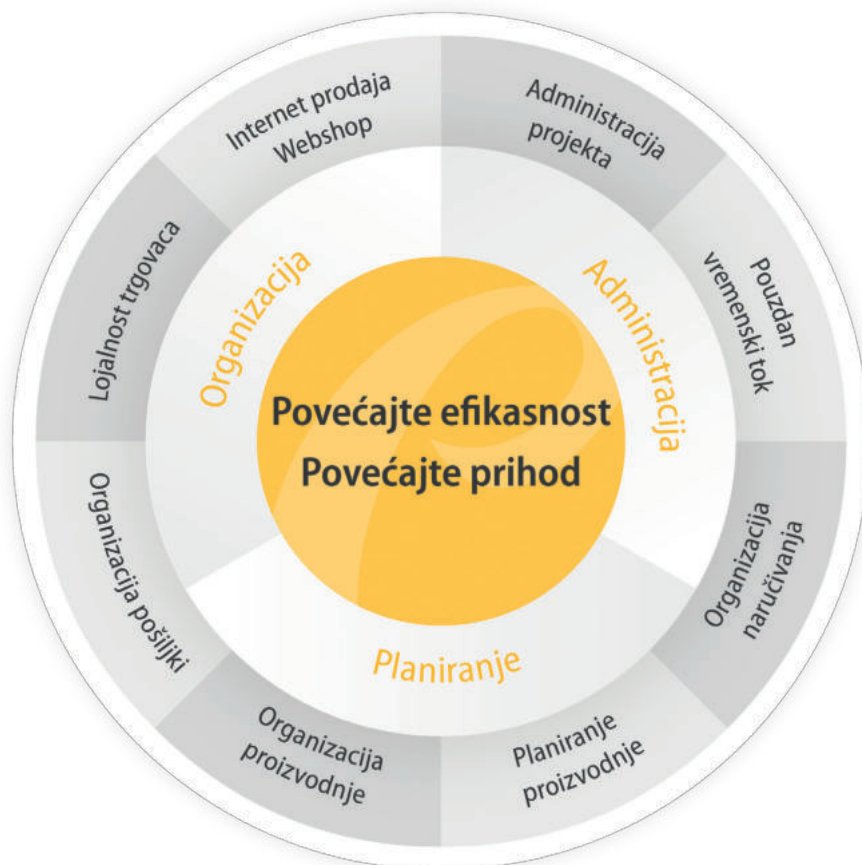 Povećajte efikasnost
Povećajte prihod
Organizacija
Administracija
Planiranje
Internet prodaja
Webshop
Administracija
projekta
Pouzdan
vremenski tok
Organizacija
naručivanja
Planiranje
proizvodnje
Organizacija
proizvodnje
Organizacija pošiljki
Lojalnost trgovaca